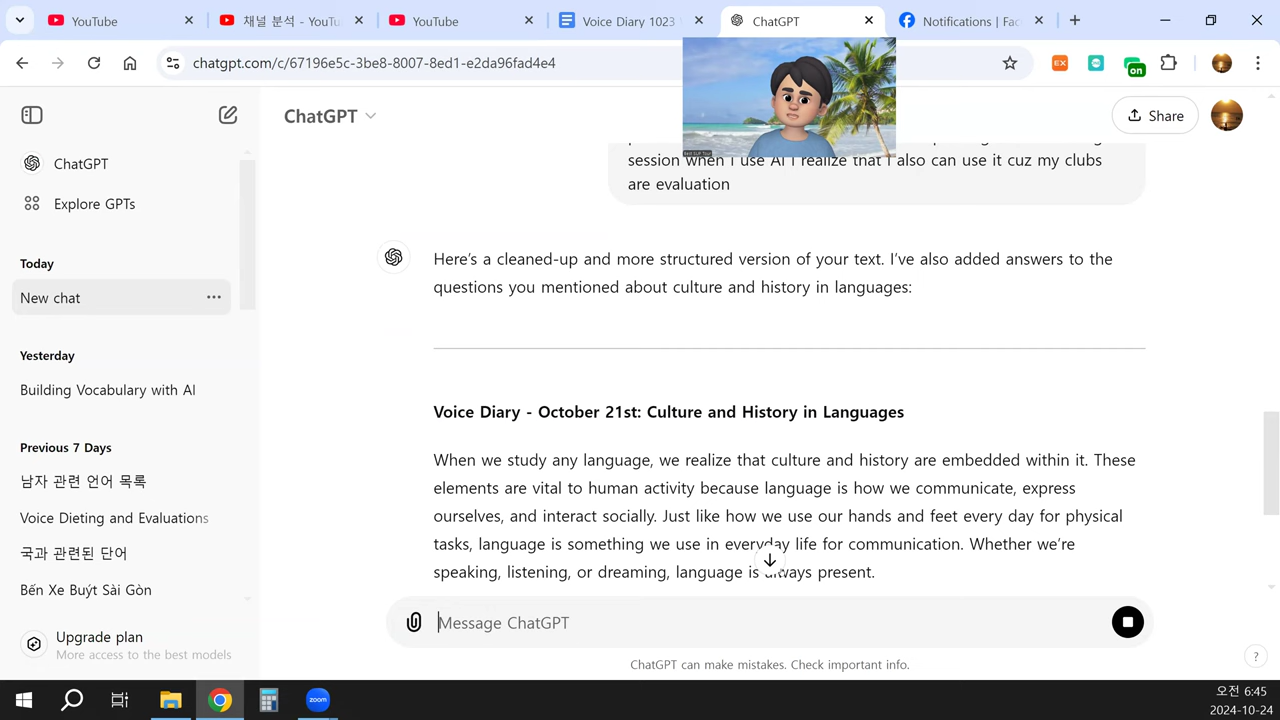 YouTube
채널 분석 - YouTu
YouTube
Voice Diary 1023
ChatGPT
Notifications | Fac
chatgpt.com/c/67196e5c-3be8-8007-8ed1-e2da96fad4e4
on
ChatGPT
Share
ChatGPT
Explore GPTs
Today
New chat
Yesterday
Building Vocabulary with AI
Previous 7 Days
남자 관련 언어 목록
Voice Dieting and Evaluations
국과 관련된 단어
Bến Xe Buýt Sài Gòn
Upgrade plan
More access to the best models
session when I use AI I realize that I also can use it cuz my clubs
are evaluation
Here's a cleaned-up and more structured version of your text. I've also added answers to the
questions you mentioned about culture and history in languages:
Voice Diary - October 21st: Culture and History in Languages
When we study any language, we realize that culture and history are embedded within it. These
elements are vital to human activity because language is how we communicate, express
ourselves, and interact socially. Just like how we use our hands and feet every day for physical
tasks, language is something we use in everyday life for communication. Whether we're
speaking, listening, or dreaming, language is always present.
Message ChatGPT
ChatGPT can make mistakes. Check important info.
?
zoom
오전 6:45
2024-10-24